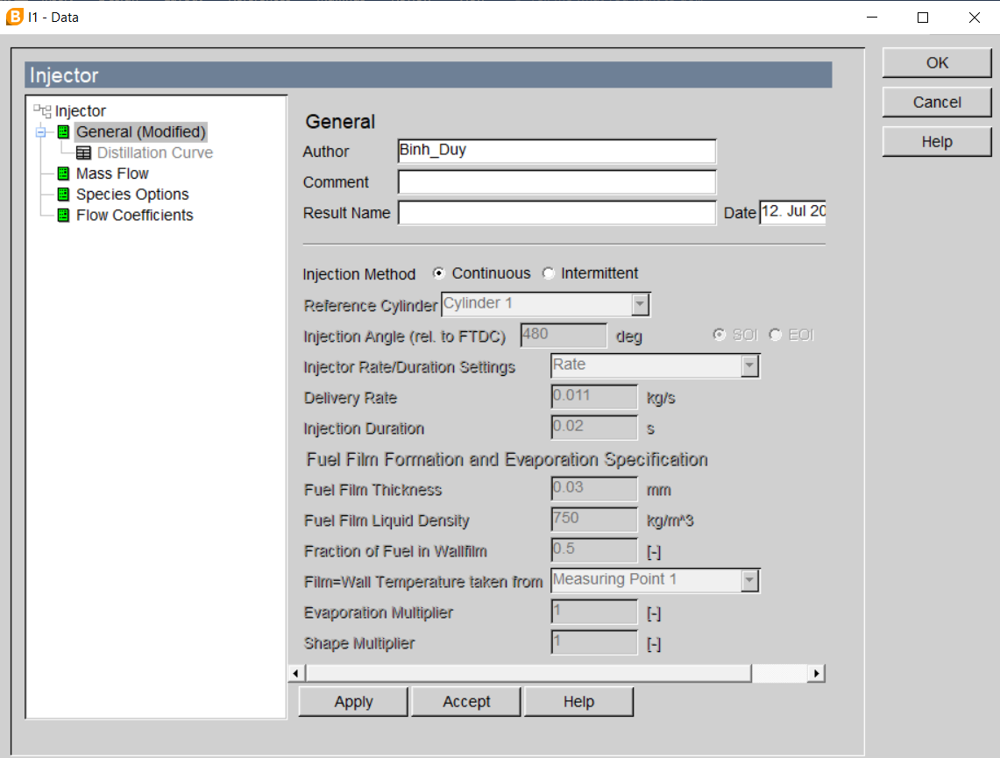 B I1 - Data
Injector
OK
Cancel
Help
Injector
General (Modified)
Distillation Curve
Mass Flow
Species Options
Flow Coefficients
General
Author Binh_Duy
Comment
Result Name Date 12. Jul 20
Injection Method Continuous Intermittent
Reference Cylinder Cylinder 1
Injection Angle (rel. to FTDC) 480 deg SOI EOI
Injector Rate/Duration Settings Rate
Delivery Rate 0.011 kg/s
Injection Duration 0.02 s
Fuel Film Formation and Evaporation Specification
Fuel Film Thickness 0.03 mm
Fuel Film Liquid Density 750 kg/m^3
Fraction of Fuel in Wallfilm 0.5 [-]
Film=Wall Temperature taken from Measuring Point 1
Evaporation Multiplier 1 [-]
Shape Multiplier 1 [-]
Apply Accept Help